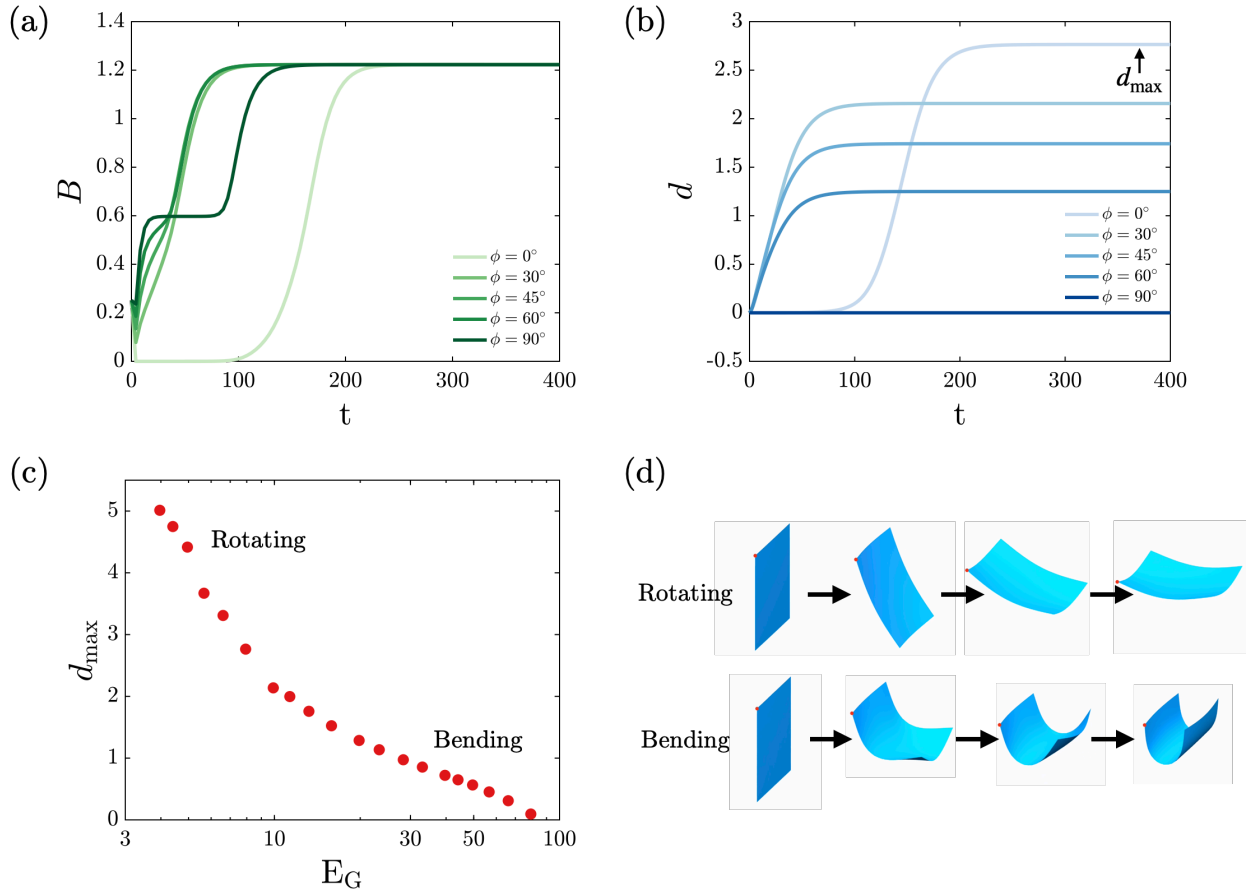 (a)
1.4
1.2
1
0.8
0.6
0.4
0.2
0
B
0 100 200 300 400
t
ϕ = 0°
ϕ = 30°
ϕ = 45°
ϕ = 60°
ϕ = 90°
(b)
3
2.5
2
1.5
1
0.5
0
-0.5
d
0 100 200 300 400
t
d_max
ϕ = 0°
ϕ = 30°
ϕ = 45°
ϕ = 60°
ϕ = 90°
(c)
5
4
3
2
1
0
d_max
3 10 30 50 100
E_G
Rotating
Bending
(d)
Rotating
Bending